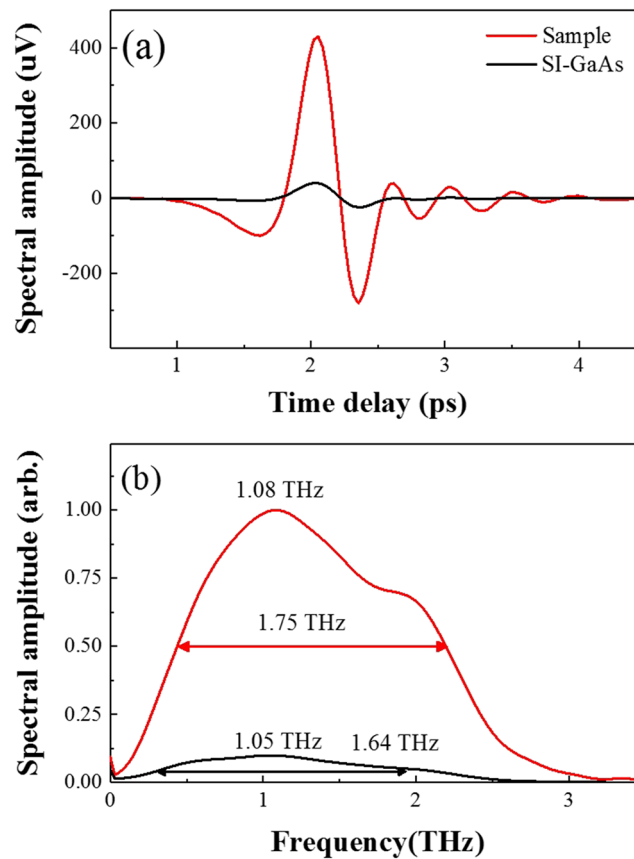 (a)
Sample
SI-GaAs
Spectral amplitude (uV)
400
200
0
-200
1
2
3
4
Time delay (ps)
(b)
Spectral amplitude (arb.)
1.00
0.75
0.50
0.25
0.00
1.08 THz
1.75 THz
1.05 THz
1.64 THz
0
1
2
3
Frequency(THz)